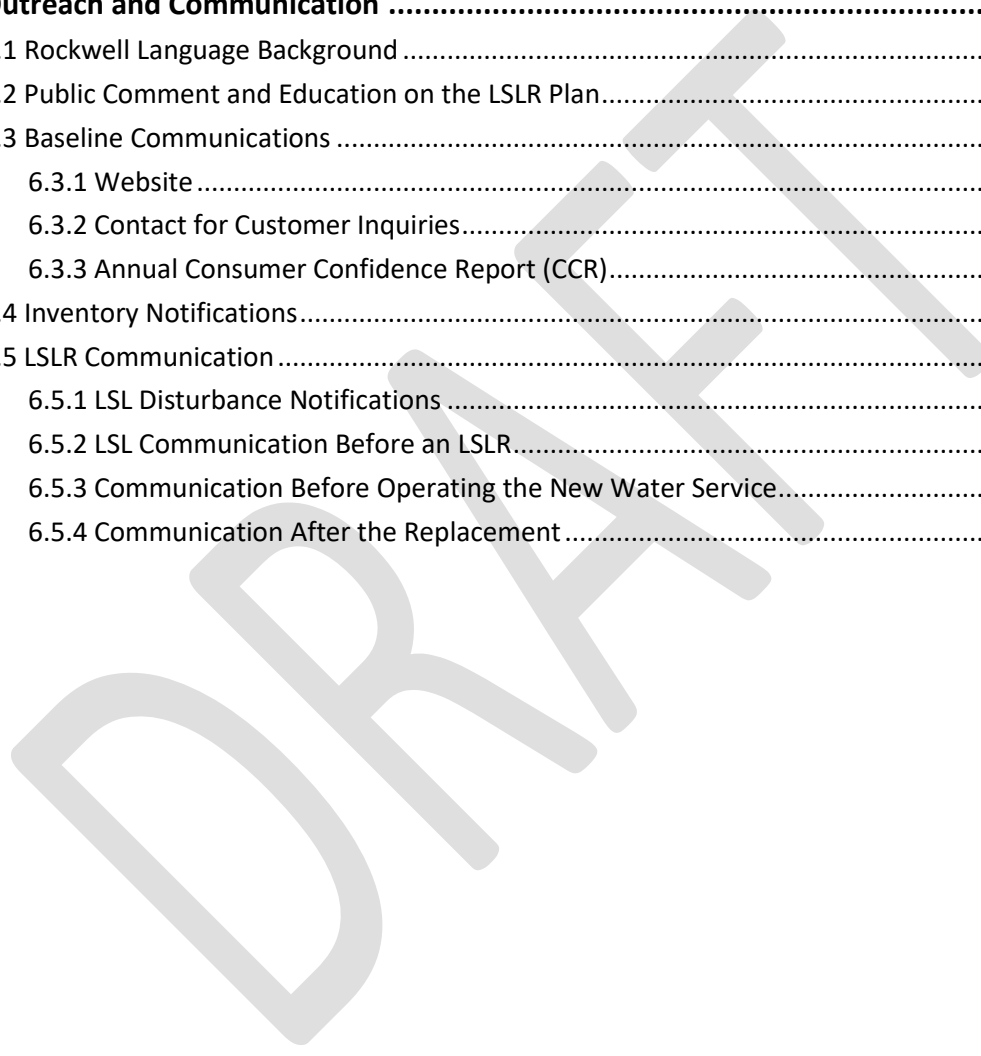 Outreach and Communication ........................................................................
.1 Rockwell Language Background ........................................................................
.2 Public Comment and Education on the LSLR Plan........................................................................
.3 Baseline Communications ........................................................................
6.3.1 Website ........................................................................
6.3.2 Contact for Customer Inquiries........................................................................
6.3.3 Annual Consumer Confidence Report (CCR)........................................................................
.4 Inventory Notifications........................................................................
.5 LSLR Communication ........................................................................
6.5.1 LSL Disturbance Notifications ........................................................................
6.5.2 LSL Communication Before an LSLR........................................................................
6.5.3 Communication Before Operating the New Water Service........................................................................
6.5.4 Communication After the Replacement ........................................................................
DRAFT